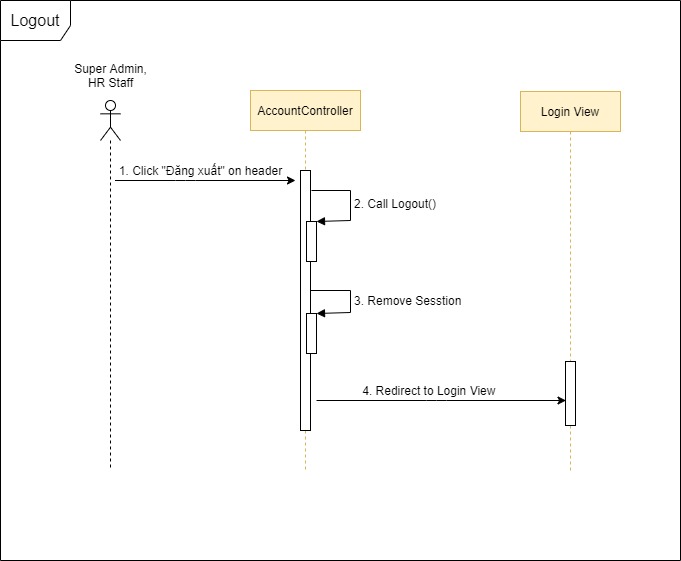 Logout
Super Admin,
HR Staff
AccountController
Login View
1. Click "Đăng xuất" on header
2. Call Logout()
3. Remove Sesstion
4. Redirect to Login View